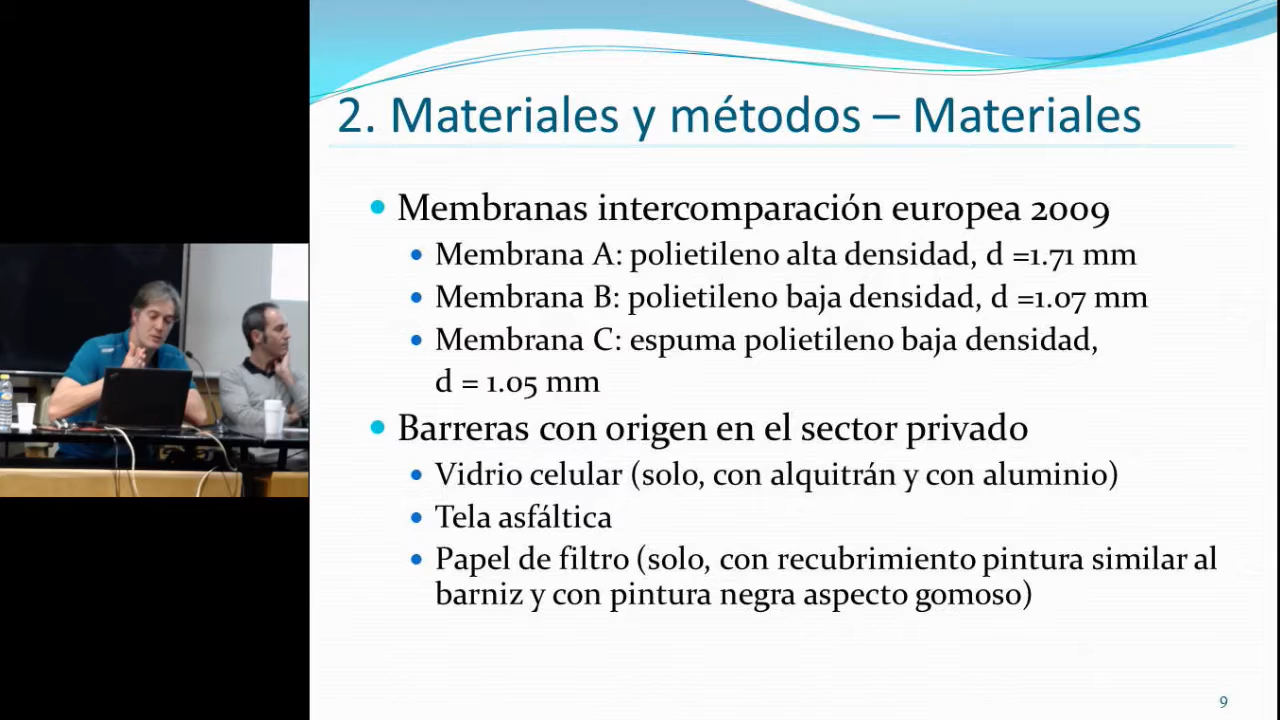 2. Materiales y métodos – Materiales
Membranas intercomparación europea 2009
Membrana A: polietileno alta densidad, d =1.71 mm
Membrana B: polietileno baja densidad, d =1.07 mm
Membrana C: espuma polietileno baja densidad,
d = 1.05 mm
Barreras con origen en el sector privado
Vidrio celular (solo, con alquitrán y con aluminio)
Tela asfáltica
Papel de filtro (solo, con recubrimiento pintura similar al
barniz y con pintura negra aspecto gomoso)
9